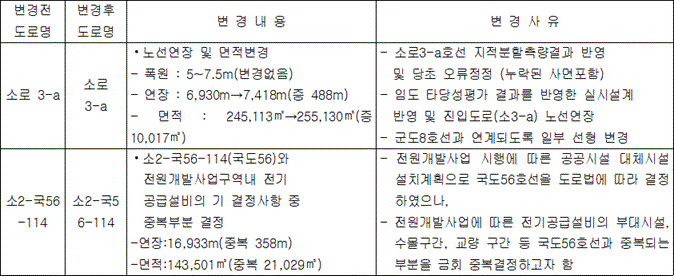 변경전 도로명
변경후 도로명
변 경 내 용
변 경 사 유
소로 3-a
소로 3-a
•노선연장 및 면적변경
- 폭원 : 5~7.5m(변경없음)
- 연장 : 6,930m→7,418m(증 488m)
- 면적 : 245,113㎡→255,130㎡(증
10,017㎡)
- 소로3-a호선 지적분할측량결과 반영
및 당초 오류정정 (누락된 사면포함)
- 임도 타당성평가 결과를 반영한 실시설계
반영 및 진입도로(소3-a) 노선연장
- 군도8호선과 연계되도록 일부 선형 변경
소2-국56
-114
소2-국5
6-114
•소2-국56-114(국도56)와
전원개발사업구역내 전기
공급설비의 기 결정사항 중
중복부분 결정
-연장:16,933m(중복 358m)
-면적:143,501㎡(중복 21,029㎡)
- 전원개발사업 시행에 따른 공공시설 대체시설
설치계획으로 국도56호선을 도로법에 따라 결정
하였으나,
- 전원개발사업에 따른 전기공급설비의 부대시설,
수몰구간, 교량 구간 등 국도56호선과 중복되는
부분을 금회 중복결정하고자 함